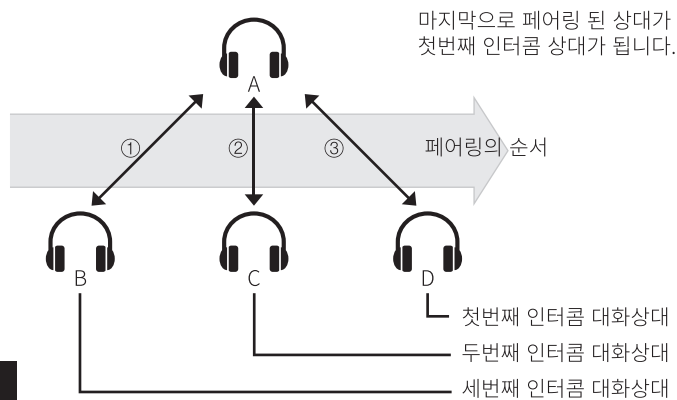 마지막으로 페어링 된 상대가
첫번째 인터콤 상대가 됩니다.
A
① ② ③ 페어링의 순서
B C D
첫번째 인터콤 대화상대
두번째 인터콤 대화상대
세번째 인터콤 대화상대